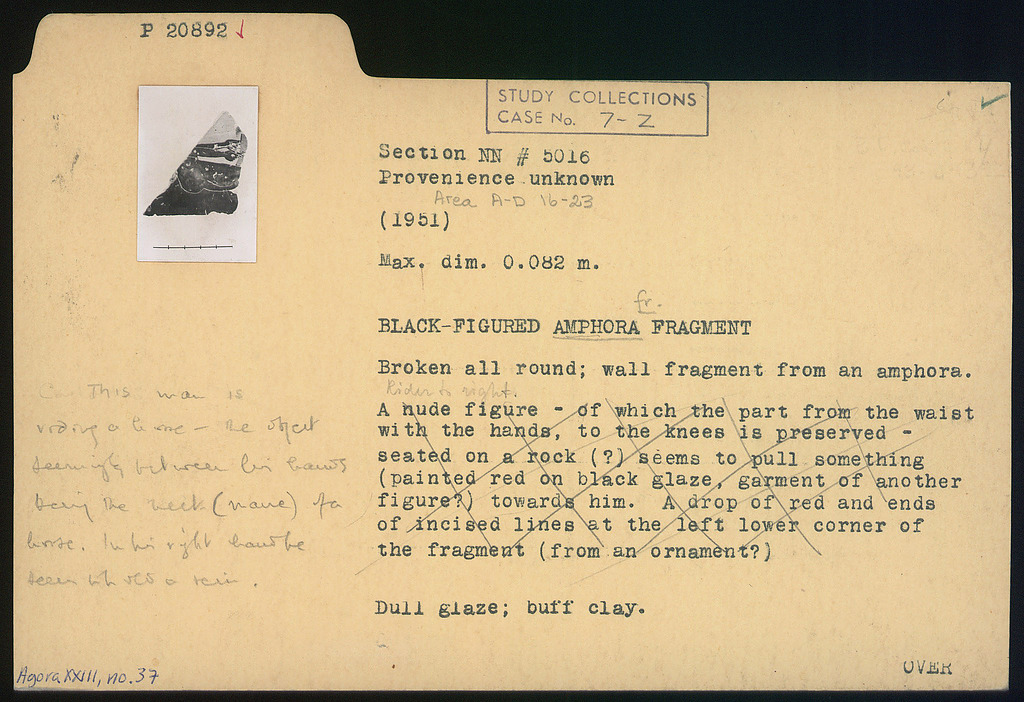 P 20892 ✓
STUDY COLLECTIONS
CASE No. 7-Z
Section NN # 5016
Provenience unknown
Area A-D 16-23
(1951)
Max. dim. 0.082 m.
fr.
BLACK-FIGURED AMPHORA FRAGMENT
Broken all round; wall fragment from an amphora.
Rider to right.
A nude figure - of which the part from the waist
with the hands, to the knees is preserved -
seated on a rock (?) seems to pull something
(painted red on black glaze, garment of another
figure?) towards him. A drop of red and ends
of incised lines at the left lower corner of
the fragment (from an ornament?)
Dull glaze; buff clay.
This man is
riding a horse - the object
seemingly between his hands
being the neck (mane) of a
horse. In his right hand he
seems to hold a rein.
Agora XXIII, no. 37
OVER